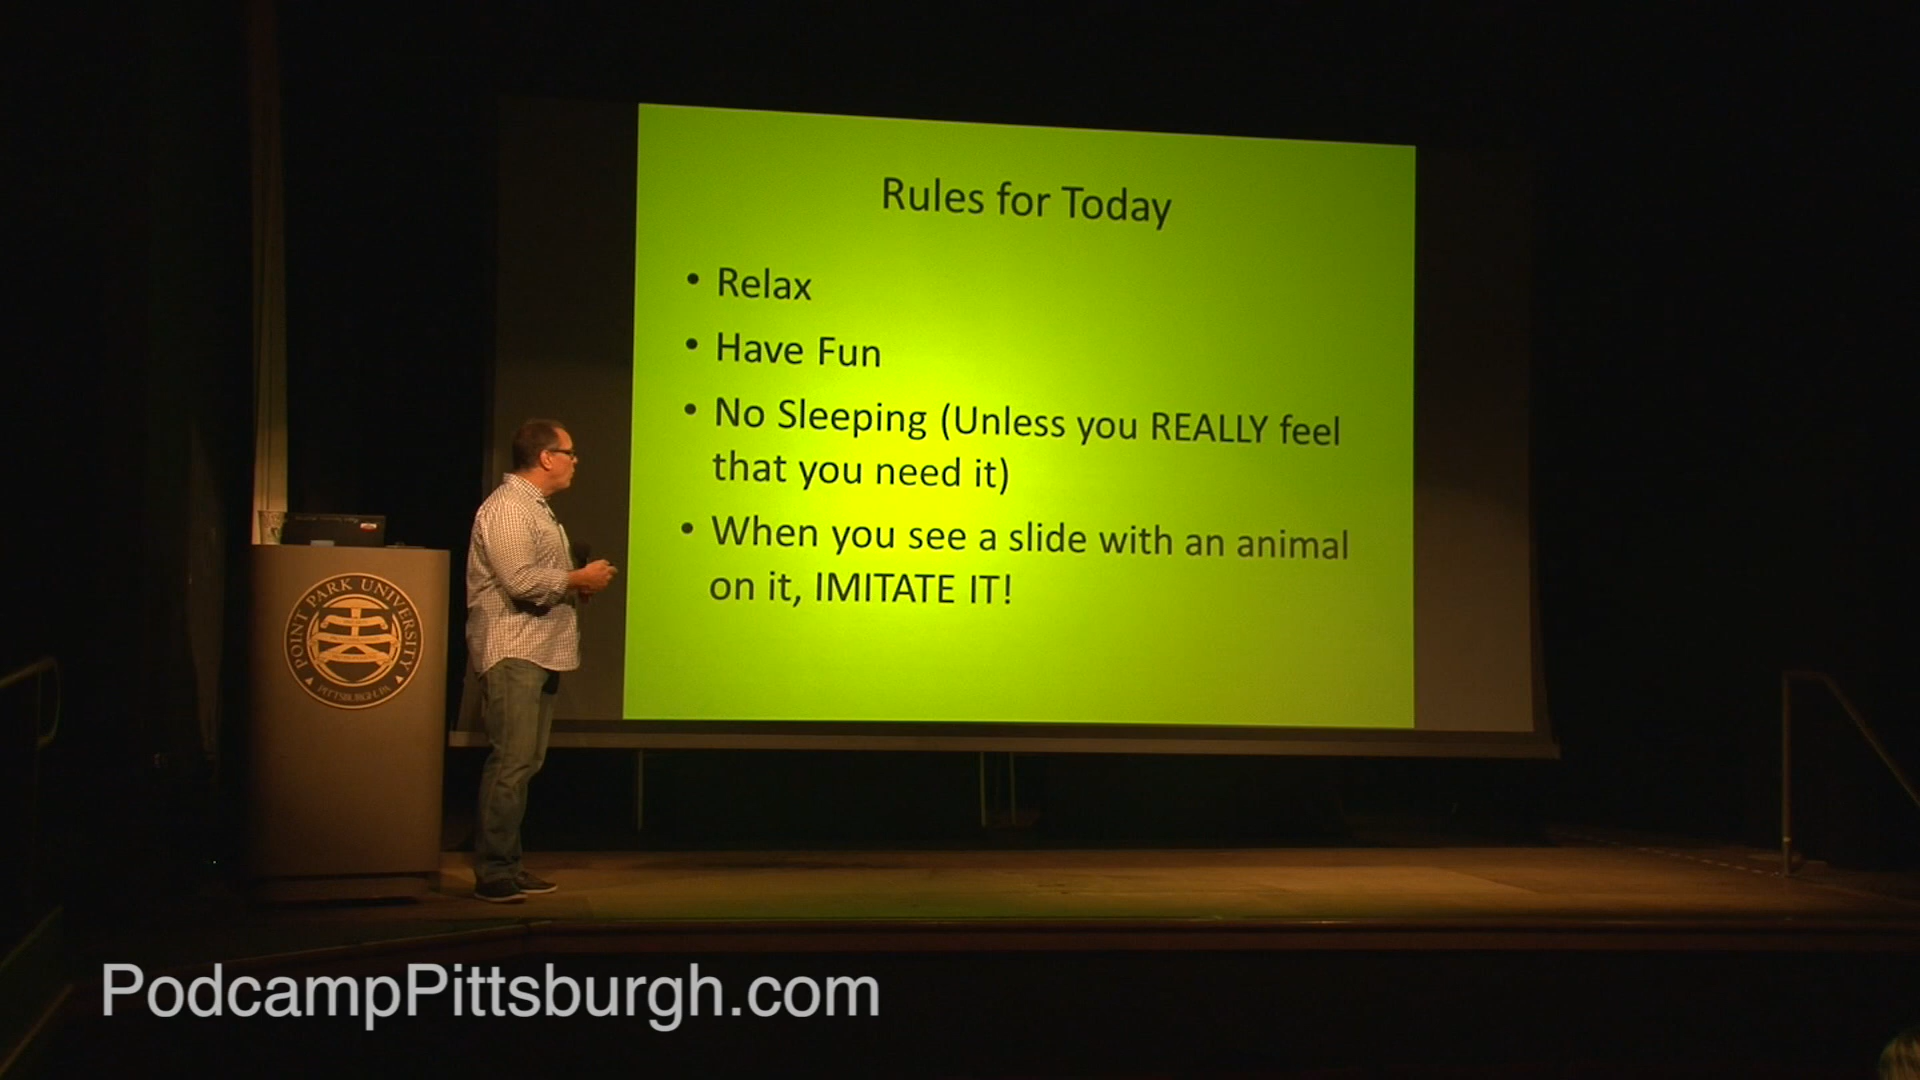 Rules for Today
• Relax
• Have Fun
• No Sleeping (Unless you REALLY feel
that you need it)
• When you see a slide with an animal
on it, IMITATE IT!
POINT PARK UNIVERSITY
PITTSBURGH, PA
PodcampPittsburgh.com